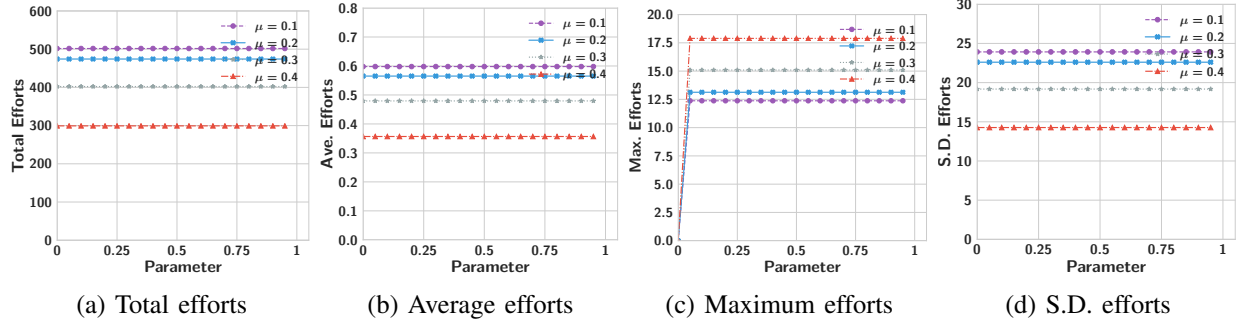 Total Efforts
600
500
400
300
200
100
0
0 0.25 0.5 0.75 1
Parameter
μ = 0.1
μ = 0.2
μ = 0.3
μ = 0.4
(a) Total efforts
Ave. Efforts
0.8
0.7
0.6
0.5
0.4
0.3
0.2
0.1
0.0
0 0.25 0.5 0.75 1
Parameter
μ = 0.1
μ = 0.2
μ = 0.3
μ = 0.4
(b) Average efforts
Max. Efforts
20.0
17.5
15.0
12.5
10.0
7.5
5.0
2.5
0.0
0 0.25 0.5 0.75 1
Parameter
μ = 0.1
μ = 0.2
μ = 0.3
μ = 0.4
(c) Maximum efforts
S.D. Efforts
30
25
20
15
10
5
0
0 0.25 0.5 0.75 1
Parameter
μ = 0.1
μ = 0.2
μ = 0.3
μ = 0.4
(d) S.D. efforts